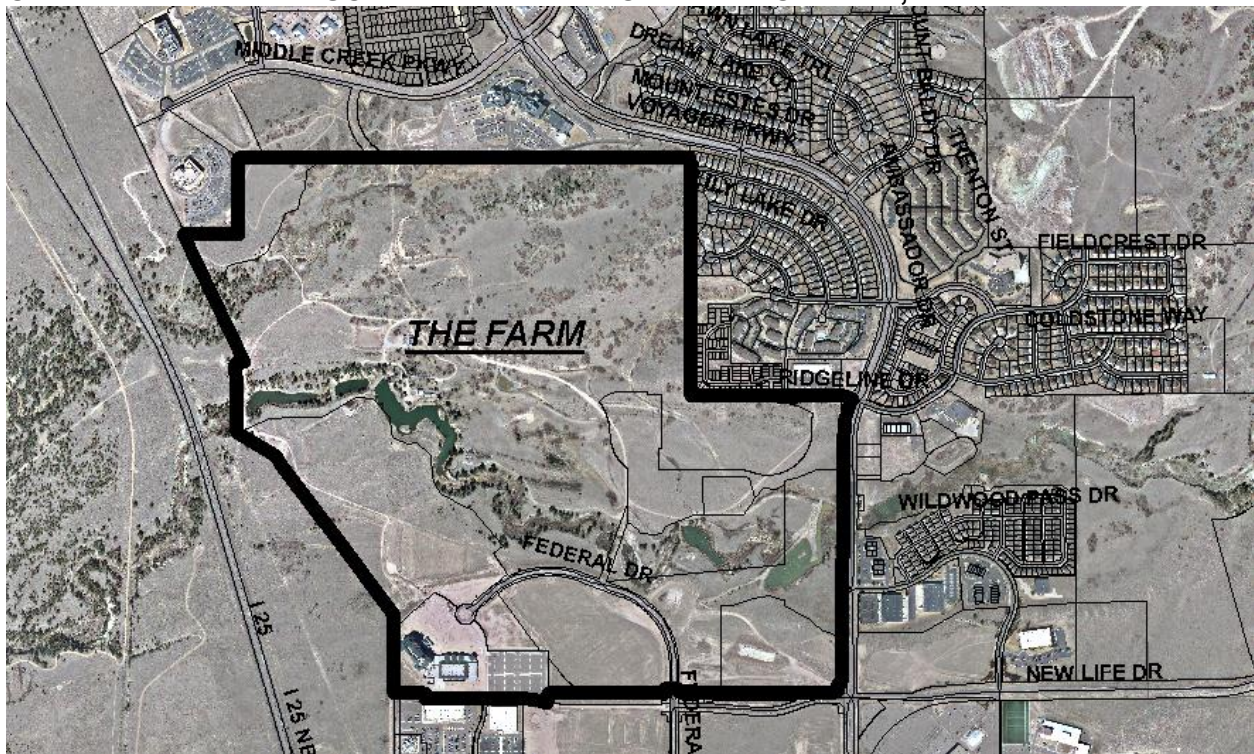 MIDDLE CREEK PKWY
DREAM LAKE CT
MOUNT ESTES DR
VOYAGER PKWY
TRENTON ST
LILY LAKE DR
AMBASSADOR DR
FIELDCREST DR
COLDSTONE WAY
THE FARM
RIDGELINE DR
WILDWOOD PASS DR
FEDERAL DR
I 25
NEW LIFE DR
I 25 NB
FEDERA